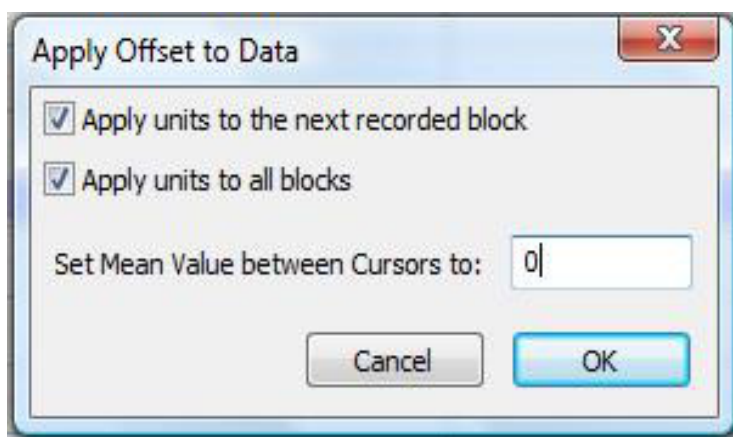 Apply Offset to Data
Apply units to the next recorded block
Apply units to all blocks
Set Mean Value between Cursors to: 0
Cancel OK